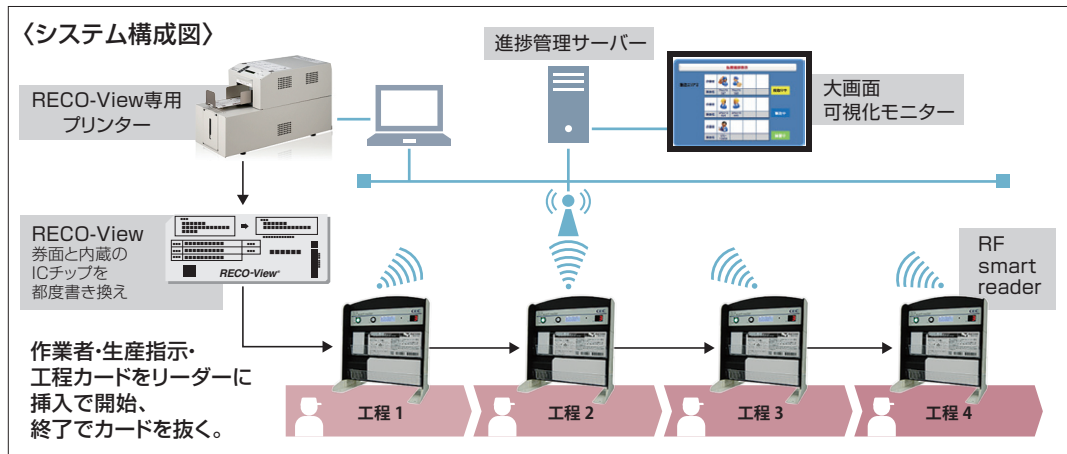 〈システム構成図〉
進捗管理サーバー
RECO-View専用
プリンター
大画面
可視化モニター
RECO-View
券面と内蔵の
ICチップを
都度書き換え
RECO-View
RF
smart
reader
作業者・生産指示・
工程カードをリーダーに
挿入で開始、
終了でカードを抜く。
工程 1
工程 2
工程 3
工程 4